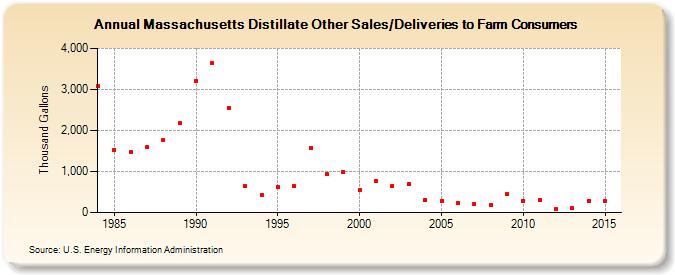 Annual Massachusetts Distillate Other Sales/Deliveries to Farm Consumers
Thousand Gallons
4,000
3,000
2,000
1,000
0
1985 1990 1995 2000 2005 2010 2015
Source: U.S. Energy Information Administration